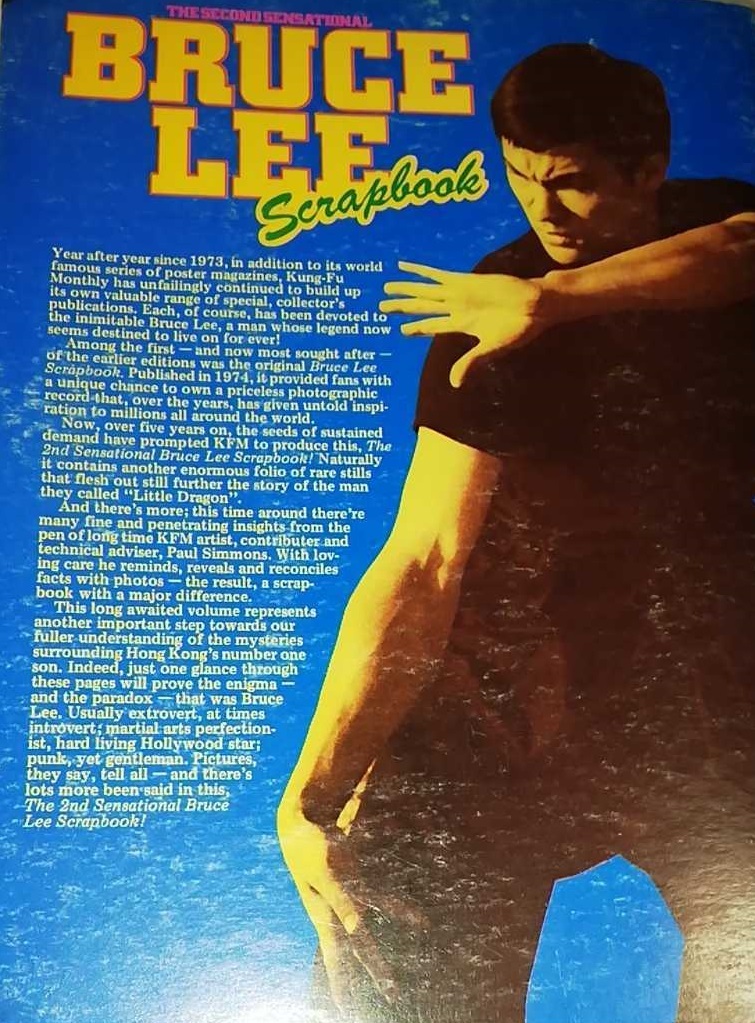 THE SECOND SENSATIONAL
BRUCE
LEE
Scrapbook
Year after year since 1973, in addition to its world
famous series of poster magazines, Kung-Fu
Monthly has unfailingly continued to build up
its own valuable range of special, collector's
publications. Each, of course, has been devoted to
the inimitable Bruce Lee, a man whose legend now
seems destined to live on for ever!
Among the first — and now most sought after —
of the earlier editions was the original Bruce Lee
Scrapbook. Published in 1974, it provided fans with
a unique chance to own a priceless photographic
record that, over the years, has given untold inspi-
ration to millions all around the world.
Now, over five years on, the seeds of sustained
demand have prompted KFM to produce this, The
2nd Sensational Bruce Lee Scrapbook! Naturally
it contains another enormous folio of rare stills
that flesh out still further the story of the man
they called "Little Dragon".
And there's more; this time around there're
many fine and penetrating insights from the
pen of long time KFM artist, contributer and
technical adviser, Paul Simmons. With lov-
ing care he reminds, reveals and reconciles
facts with photos — the result, a scrap-
book with a major difference.
This long awaited volume represents
another important step towards our
fuller understanding of the mysteries
surrounding Hong Kong's number one
son. Indeed, just one glance through
these pages will prove the enigma —
and the paradox — that was Bruce
Lee. Usually extrovert, at times
introvert; martial arts perfection-
ist, hard living Hollywood star;
punk, yet gentleman. Pictures,
they say, tell all — and there's
lots more been said in this,
The 2nd Sensational Bruce
Lee Scrapbook!